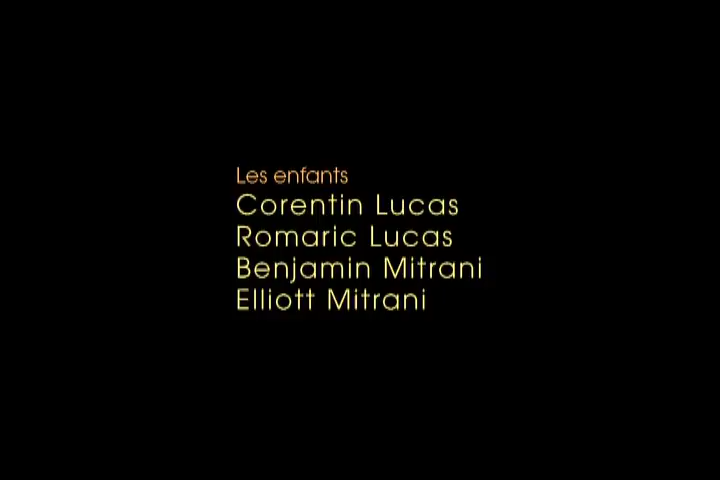 Les enfants
Corentin Lucas
Romaric Lucas
Benjamin Mitrani
Elliott Mitrani